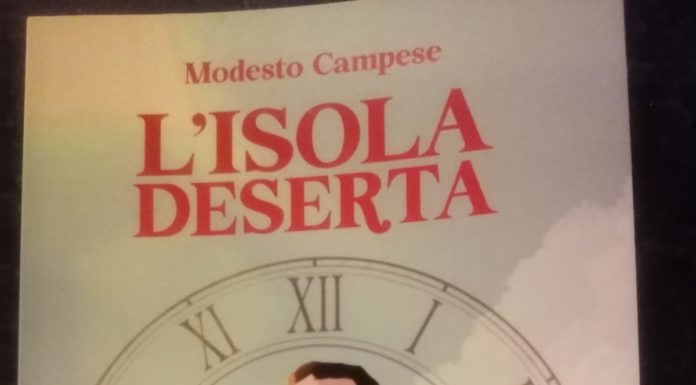 Modesto Campese
L'ISOLA
DESERTA
XI XII I